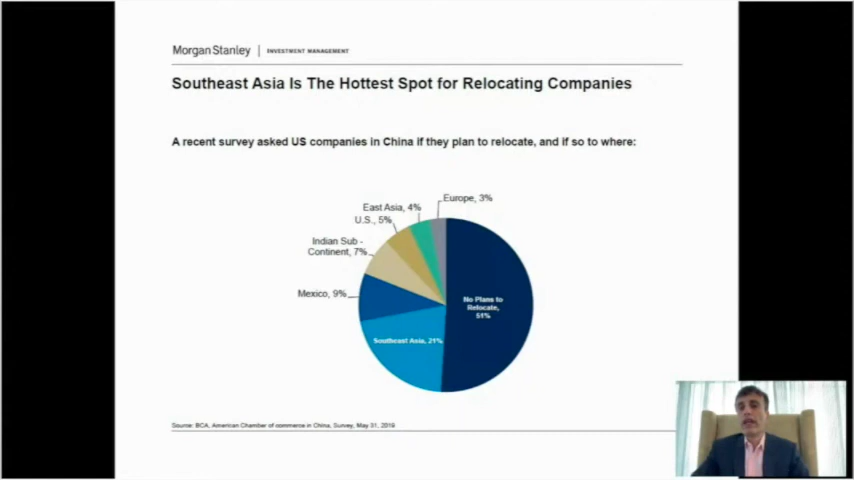 Morgan Stanley | INVESTMENT MANAGEMENT
Southeast Asia Is The Hottest Spot for Relocating Companies
A recent survey asked US companies in China if they plan to relocate, and if so to where:
Europe, 3%
East Asia, 4%
U.S., 5%
Indian Sub -
Continent, 7%
Mexico, 9%
No Plans to
Relocate,
51%
Southeast Asia, 21%
Source: BCA, American Chamber of commerce in China, Survey, May 31, 2019